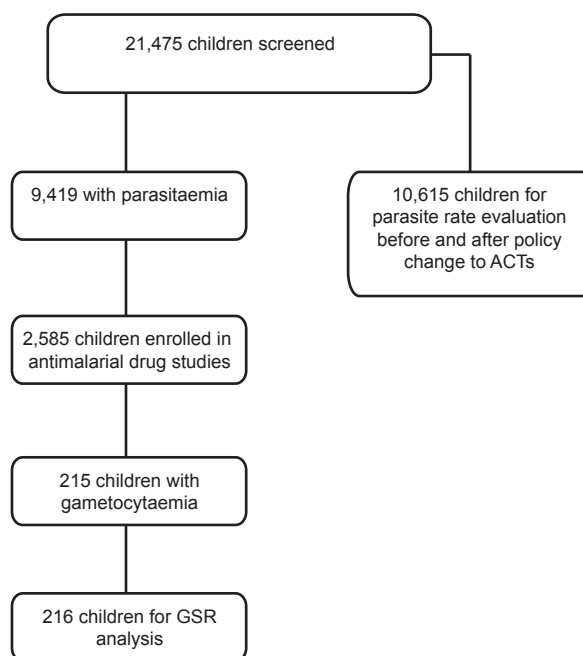 21,475 children screened
9,419 with parasitaemia
10,615 children for
parasite rate evaluation
before and after policy
change to ACTs
2,585 children enrolled in
antimalarial drug studies
215 children with
gametocytaemia
216 children for GSR
analysis